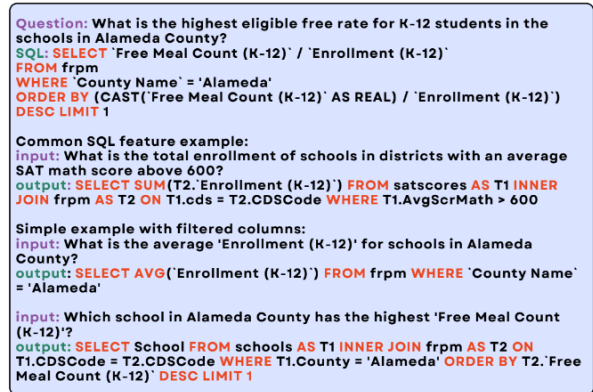 Question: What is the highest eligible free rate for K-12 students in the
schools in Alameda County?
SQL: SELECT `Free Meal Count (K-12)` / `Enrollment (K-12)`
FROM frpm
WHERE `County Name` = 'Alameda'
ORDER BY (CAST(`Free Meal Count (K-12)` AS REAL) / `Enrollment (K-12)`)
DESC LIMIT 1
Common SQL feature example:
input: What is the total enrollment of schools in districts with an average
SAT math score above 600?
output: SELECT SUM(T2.`Enrollment (K-12)`) FROM satscores AS T1 INNER
JOIN frpm AS T2 ON T1.cds = T2.CDSCode WHERE T1.AvgScrMath > 600
Simple example with filtered columns:
input: What is the average 'Enrollment (K-12)' for schools in Alameda
County?
output: SELECT AVG(`Enrollment (K-12)`) FROM frpm WHERE `County Name`
= 'Alameda'
input: Which school in Alameda County has the highest 'Free Meal Count
(K-12)'?
output: SELECT School FROM schools AS T1 INNER JOIN frpm AS T2 ON
T1.CDSCode = T2.CDSCode WHERE T1.County = 'Alameda' ORDER BY T2.`Free
Meal Count (K-12)` DESC LIMIT 1